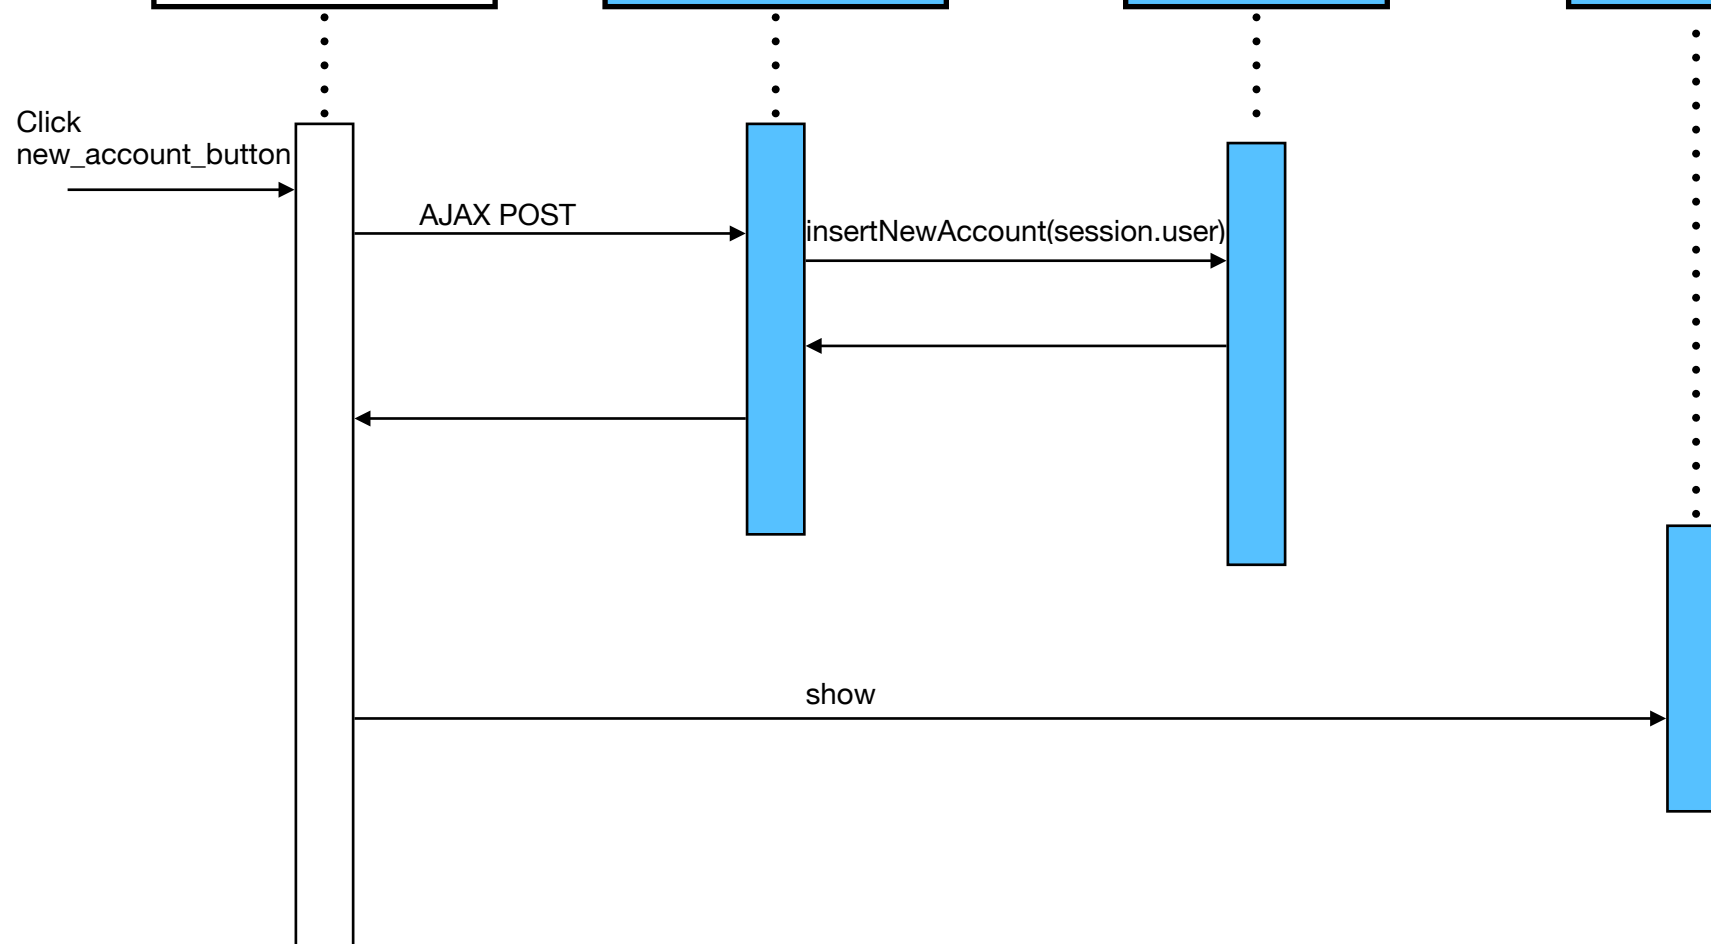 Click
new_account_button
AJAX POST
insertNewAccount(session.user)
show